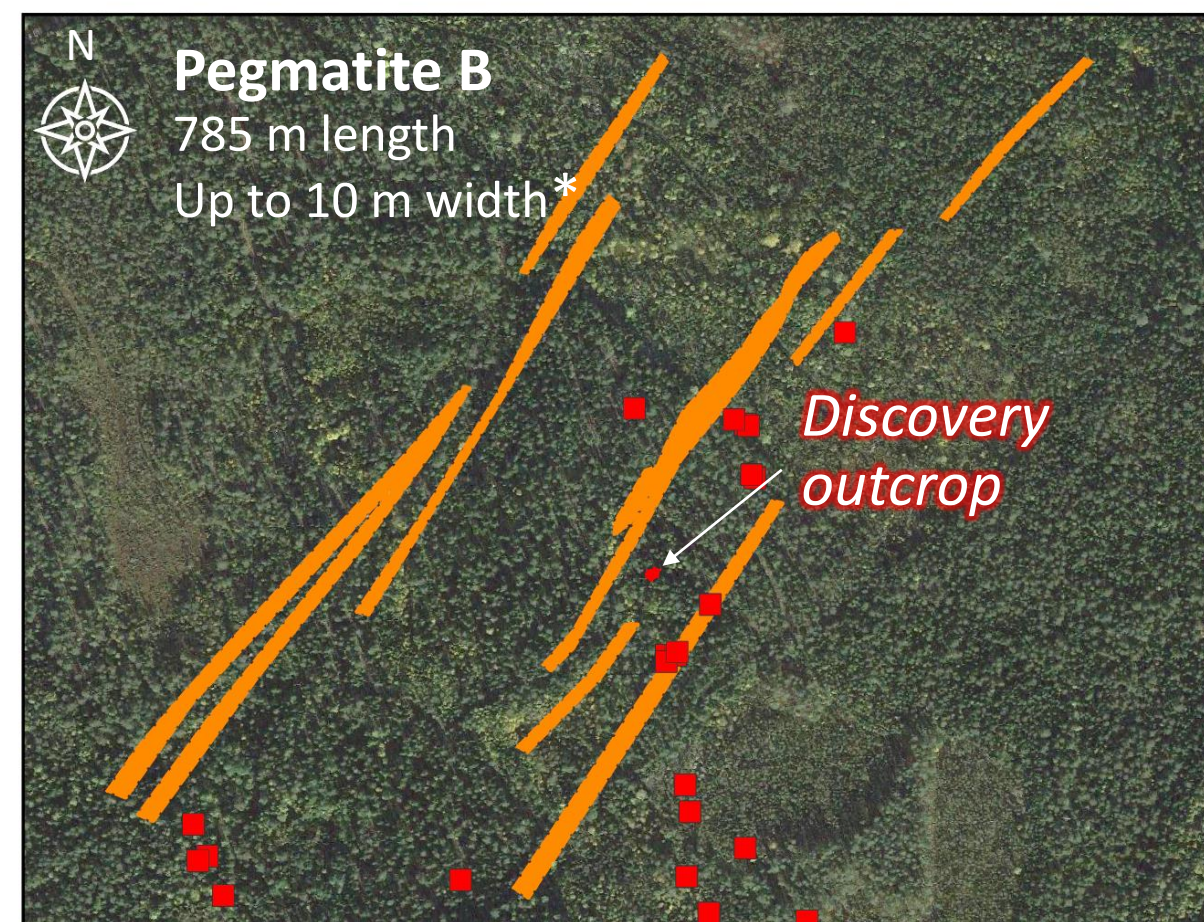 N
Pegmatite B
785 m length
Up to 10 m width*
Discovery
outcrop